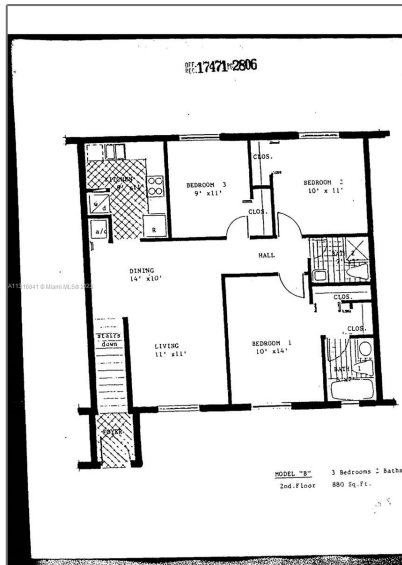 OFF. REC. 17471 PG 2806
CLOS.
KITCHEN
BEDROOM 3
9' x11'
BEDROOM 2
10' x 11'
CLOS.
w
d
a/c
R
HALL
BATH 2
DINING
14' x10'
CLOS.
stairs
down
LIVING
11' x11'
BEDROOM 1
10' x14'
CLOS.
BATH 1
FOYER
MODEL "B" 3 Bedrooms 2 Baths
2nd.Floor 880 Sq.Ft.